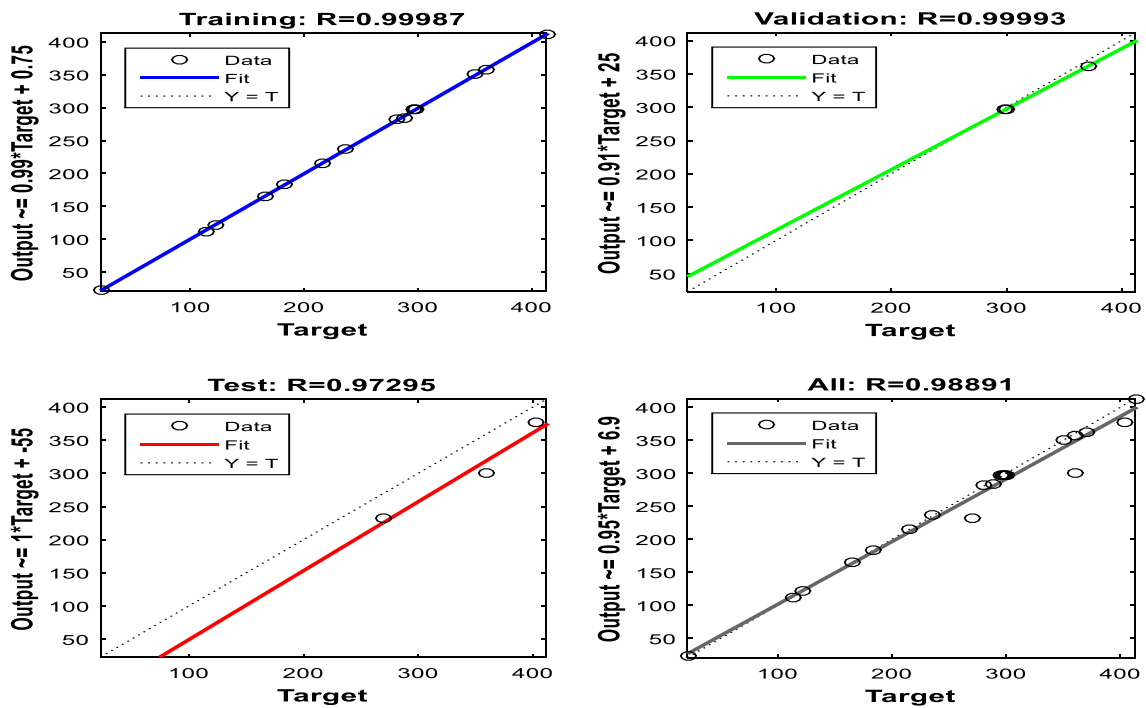 Training: R=0.99987
Output ~= 0.99*Target + 0.75
Data
Fit
Y = T
400
350
300
250
200
150
100
50
100
200
300
400
Target
Validation: R=0.99993
Output ~= 0.91*Target + 25
Data
Fit
Y = T
400
350
300
250
200
150
100
50
100
200
300
400
Target
Test: R=0.97295
Output ~= 1*Target + -55
Data
Fit
Y = T
400
350
300
250
200
150
100
50
100
200
300
400
Target
All: R=0.98891
Output ~= 0.95*Target + 6.9
Data
Fit
Y = T
400
350
300
250
200
150
100
50
100
200
300
400
Target